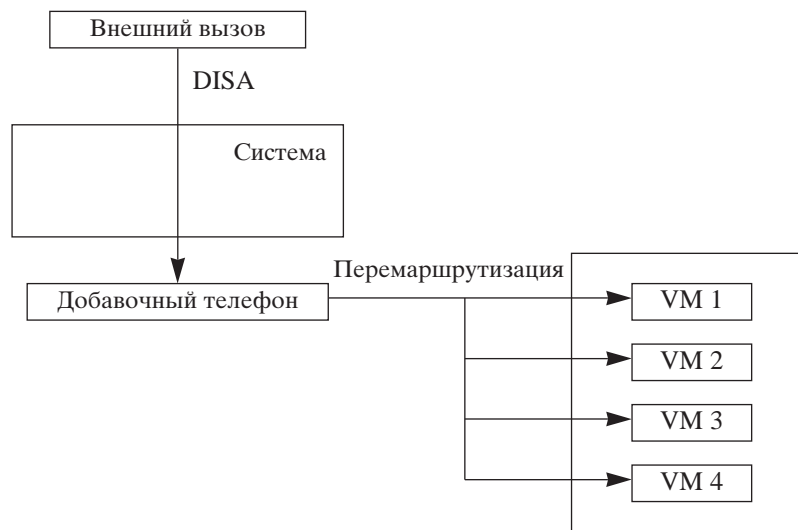 Внешний вызов
DISA
Система
Перемаршрутизация
Добавочный телефон
VM 1
VM 2
VM 3
VM 4